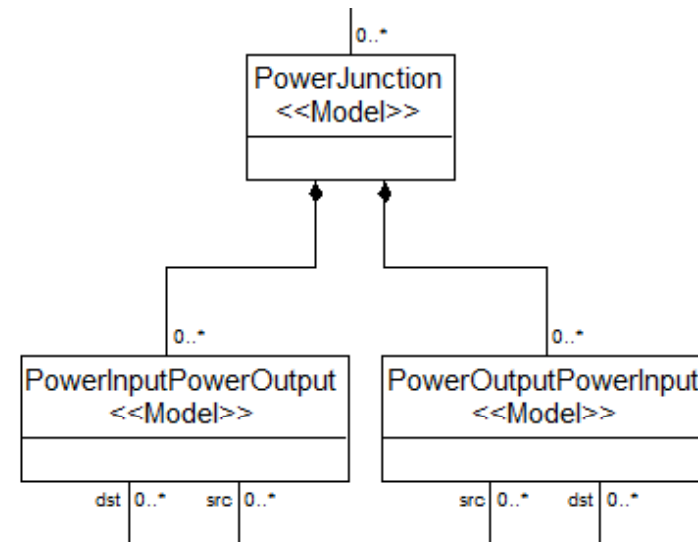 0..*
PowerJunction
<<Model>>
0..*
0..*
PowerInputPowerOutput
<<Model>>
PowerOutputPowerInput
<<Model>>
dst 0..* src 0..*
src 0..* dst 0..*